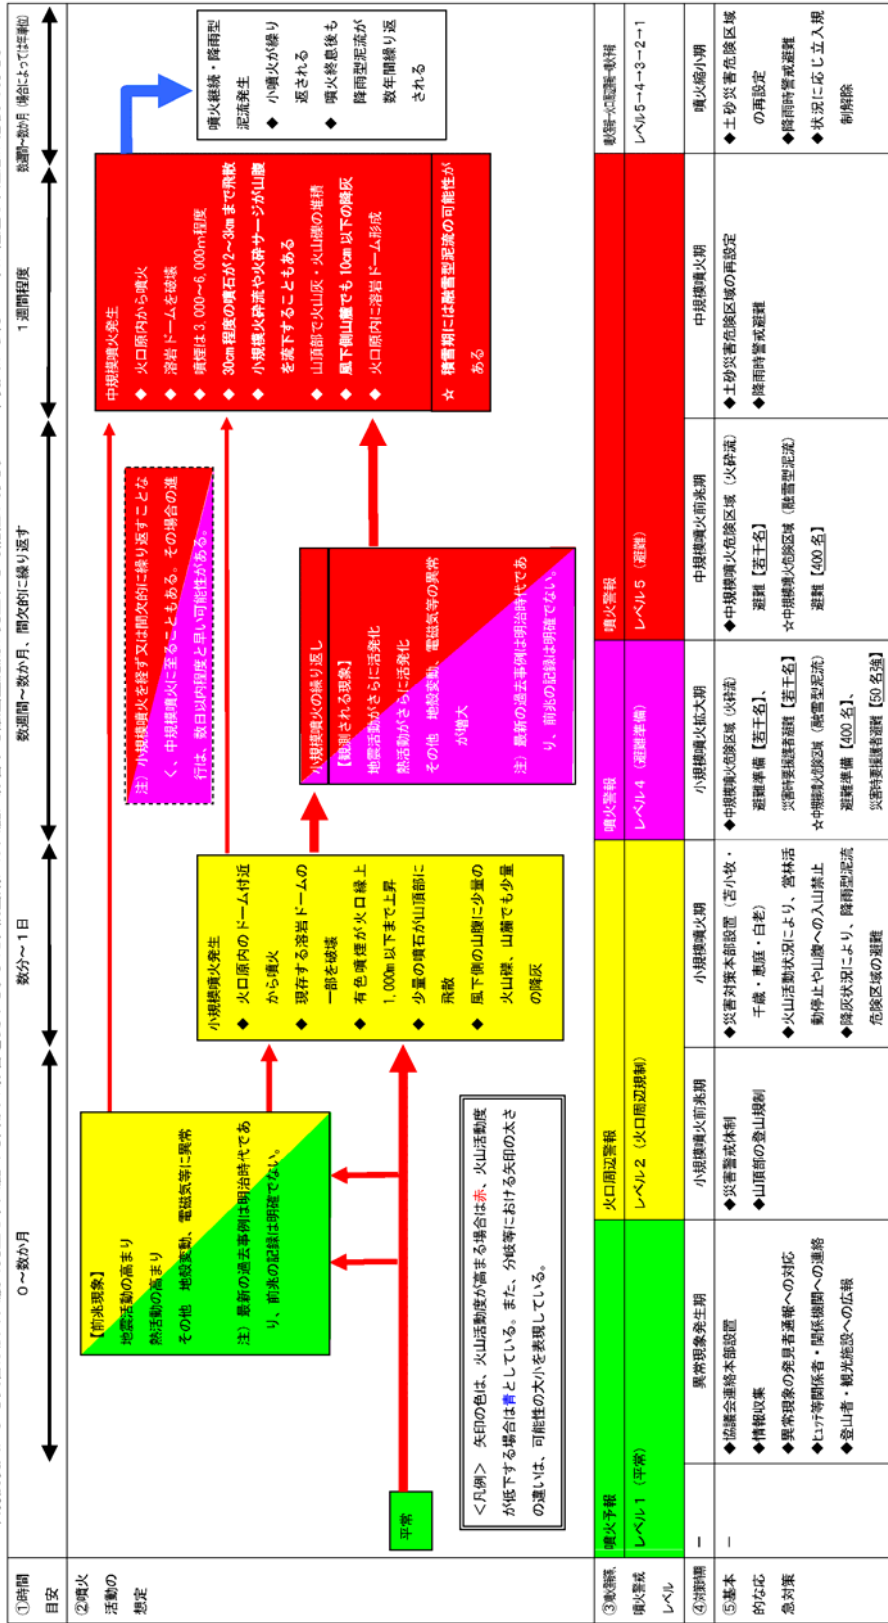 ①時間
目安
0～数か月
数分～1日
数週間～数か月、間欠的に繰り返す
1週間程度
数週間～数か月（場合によっては年単位）
②噴火
活動の
想定
平常
【前兆現象】
地震活動の高まり
熱活動の高まり
その他 地殻変動、電磁気等に異常
注）最新の過去事例は明治時代であ
り、前兆の記録は明確でない。
＜凡例＞ 矢印の色は、火山活動度が高まる場合は赤、火山活動度
が低下する場合は青としている。また、分岐等における矢印の太さ
の違いは、可能性の大小を表現している。
小規模噴火発生
◆ 火口原内のドーム付近
から噴火
◆ 現存する溶岩ドームの
一部を破壊
◆ 有色噴煙が火口縁上
1,000m以下まで上昇
◆ 少量の噴石が山頂部に
飛散
◆ 風下側の山腹に少量の
火山礫、山麓でも少量
の降灰
注）小規模噴火を経ず又は間欠的に繰り返すことな
く、中規模噴火に至ることもある。その場合の進
行は、数日以内程度と早い可能性がある。
小規模噴火の繰り返し
【観測される現象】
地震活動がさらに活発化
熱活動がさらに活発化
その他 地殻変動、電磁気等の異常
が増大
注）最新の過去事例は明治時代であ
り、前兆の記録は明確でない。
中規模噴火発生
◆ 火口原内から噴火
◆ 溶岩ドームを破壊
◆ 噴煙は3,000～6,000m程度
◆ 30cm程度の噴石が2～3kmまで飛散
◆ 小規模火砕流や火砕サージが山腹
を流下することもある
◆ 山頂部で火山灰・火山礫の堆積
◆ 風下側山麓でも10cm以下の降灰
◆ 火口原内に溶岩ドーム形成
☆ 積雪期には融雪型泥流の可能性が
ある
噴火継続・降雨型
泥流発生
◆ 小噴火が繰り
返される
◆ 噴火終息後も
降雨型泥流が
数年間繰り返
される
噴火警戒
レベル
噴火予報
レベル1（平常）
火口周辺警報
レベル2（火口周辺規制）
噴火警報
レベル4（避難準備）
噴火警報
レベル5（避難）
噴火警報→火口周辺警報→噴火予報
レベル5→4→3→2→1
④対策時期
－
異常現象発生期
小規模噴火前兆期
小規模噴火期
小規模噴火拡大期
中規模噴火前兆期
中規模噴火期
噴火縮小期
⑤基本
的な応
急対策
－
◆協議会連絡本部設置
◆情報収集
◆異常現象の発見者通報への対応
◆ヒュッテ等関係者・関係機関への連絡
◆登山者・観光施設への広報
◆災害警戒体制
◆山頂部の登山規制
◆災害対策本部設置（苫小牧・
千歳・恵庭・白老）
◆火山活動状況により、営林活
動停止や山腹への入山禁止
◆降灰状況により、降雨型泥流
危険区域の避難
◆中規模噴火危険区域（火砕流）
避難準備【若干名】、
災害時要援護者避難【若干名】
☆中規模噴火危険区域（融雪型泥流）
避難準備【400名】、
災害時要援護者避難【50名強】
◆中規模噴火危険区域（火砕流）
避難【若干名】
☆中規模噴火危険区域（融雪型泥流）
避難【400名】
◆土砂災害危険区域の再設定
◆降雨時警戒避難
◆土砂災害危険区域
の再設定
◆降雨時警戒避難
◆状況に応じ立入規
制解除